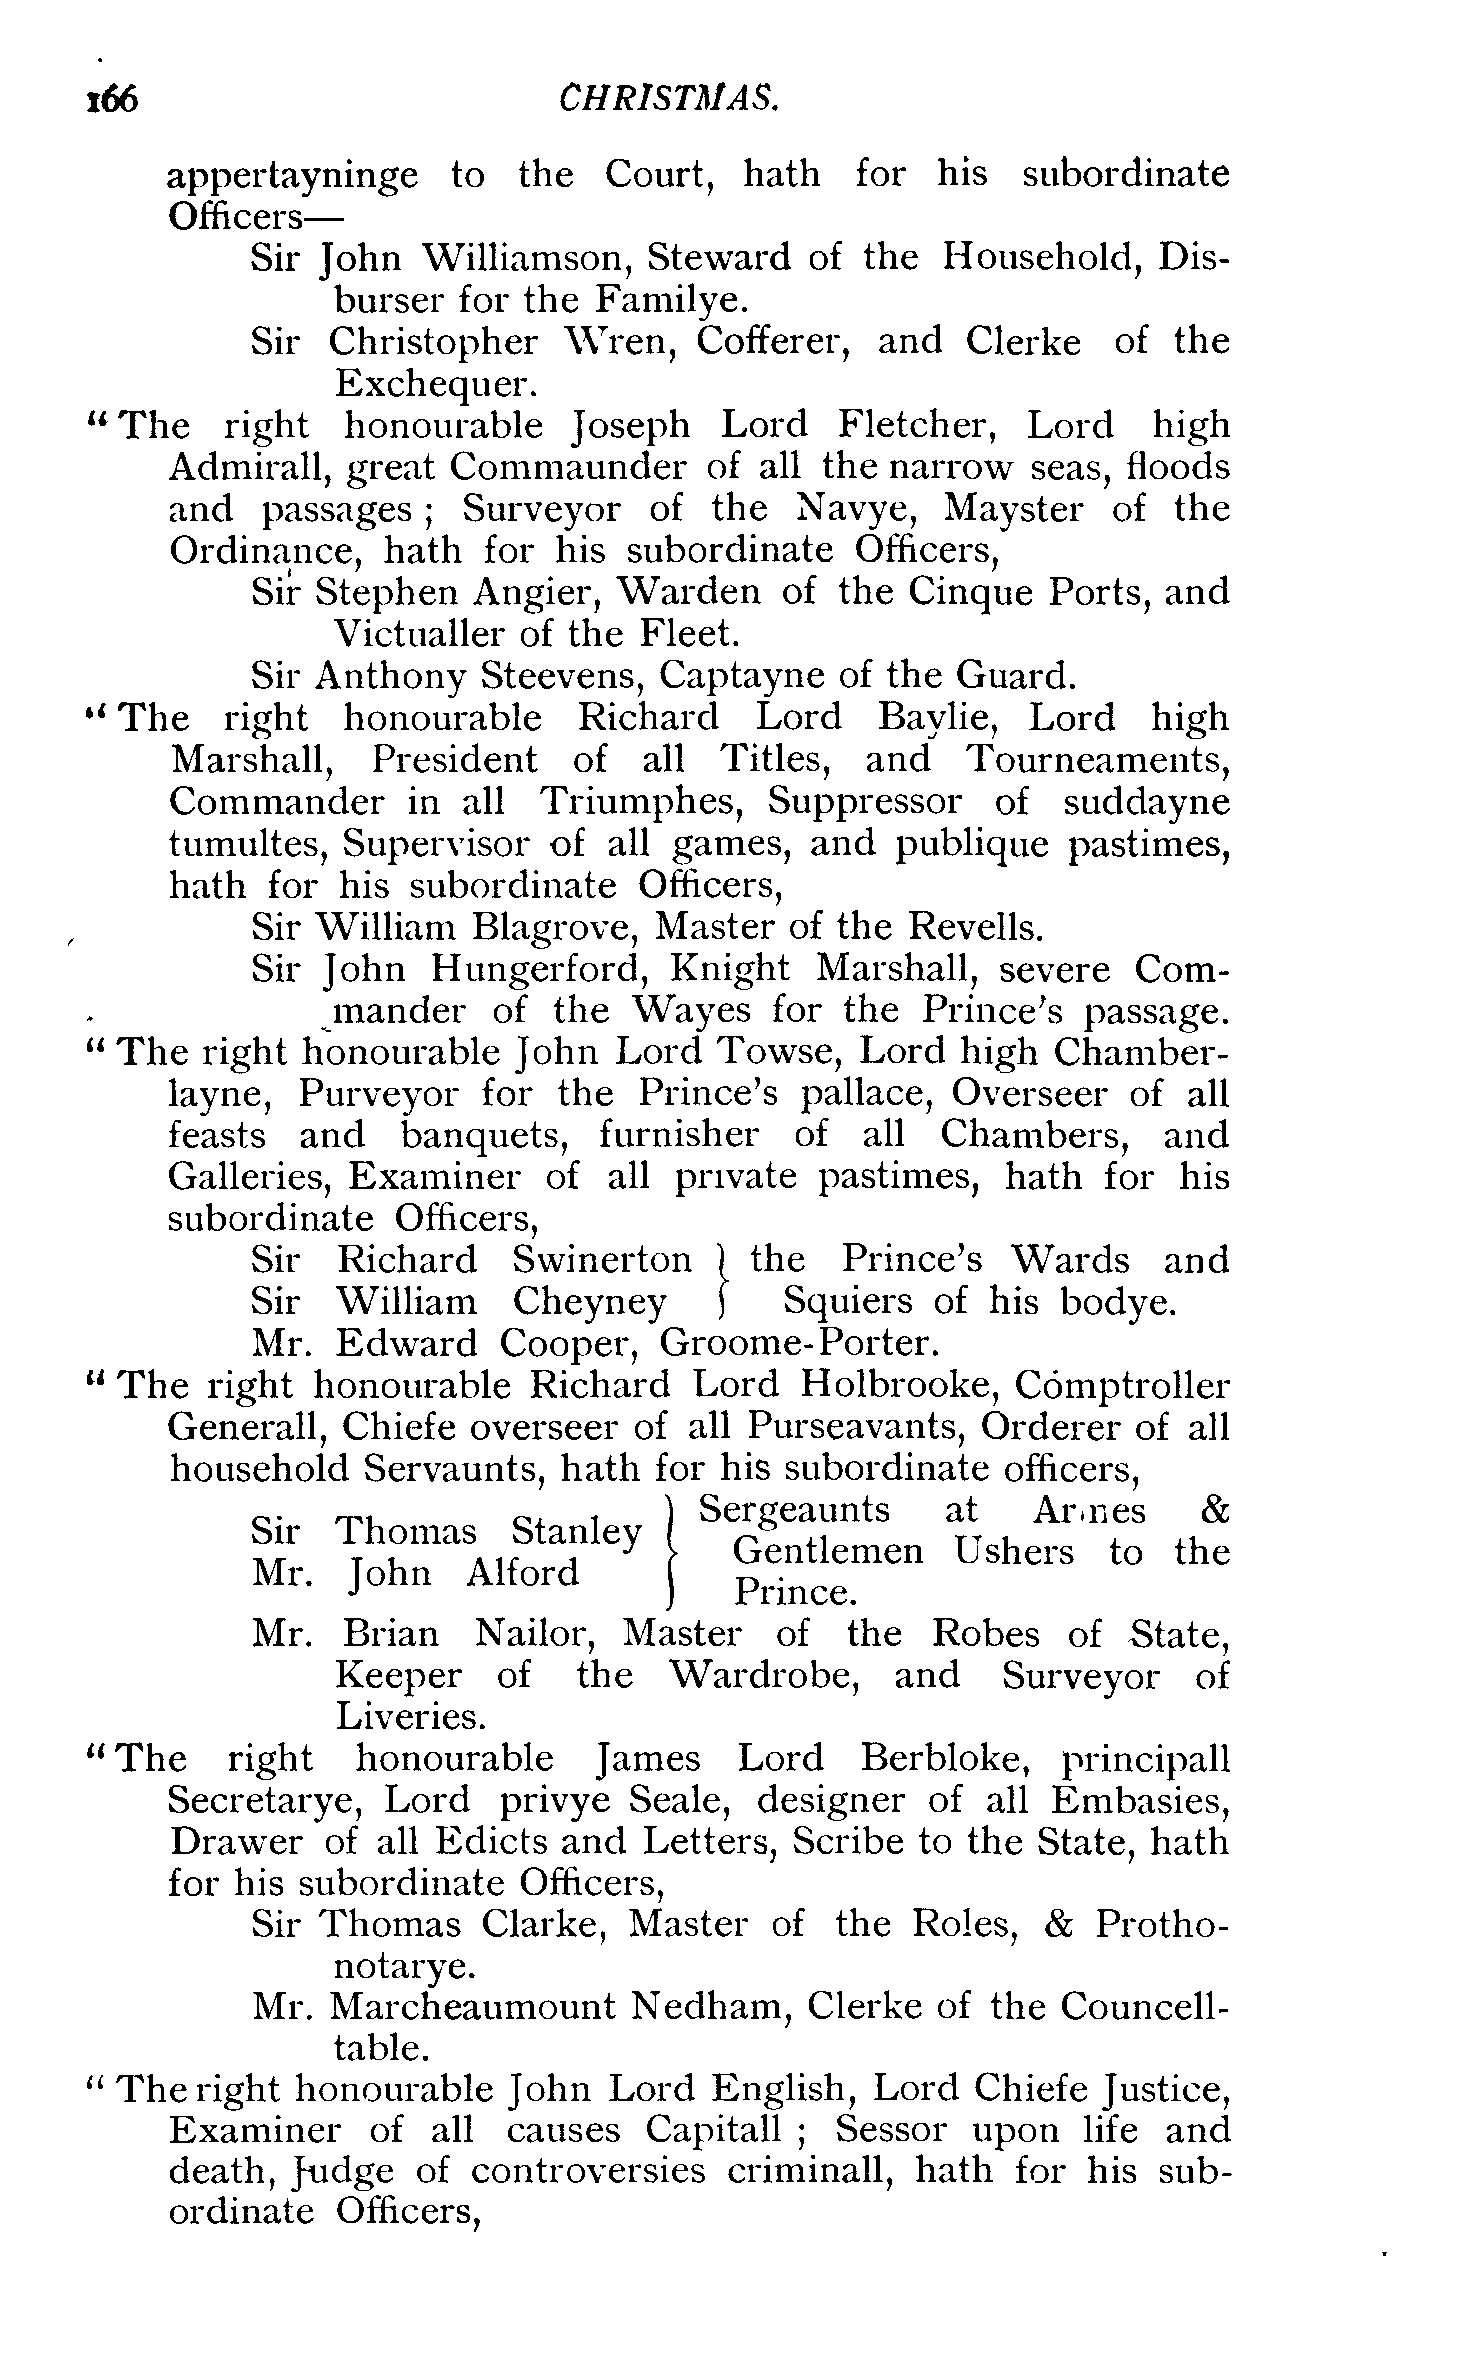 166 CHRISTMAS.
appertayninge to the Court, hath for his subordinate
Officers—
Sir John Williamson, Steward of the Household, Dis-
burser for the Familye.
Sir Christopher Wren, Cofferer, and Clerke of the
Exchequer.
“The right honourable Joseph Lord Fletcher, Lord high
Admirall, great Commaunder of all the narrow seas, floods
and passages; Surveyor of the Navye, Mayster of the
Ordinance, hath for his subordinate Officers,
Sir Stephen Angier, Warden of the Cinque Ports, and
Victualler of the Fleet.
Sir Anthony Steevens, Captayne of the Guard.
“The right honourable Richard Lord Baylie, Lord high
Marshall, President of all Titles, and Tourneaments,
Commander in all Triumphes, Suppressor of suddayne
tumultes, Supervisor of all games, and publique pastimes,
hath for his subordinate Officers,
Sir William Blagrove, Master of the Revells.
Sir John Hungerford, Knight Marshall, severe Com-
mander of the Wayes for the Prince's passage.
“The right honourable John Lord Towse, Lord high Chamber-
layne, Purveyor for the Prince's pallace, Overseer of all
feasts and banquets, furnisher of all Chambers, and
Galleries, Examiner of all private pastimes, hath for his
subordinate Officers,
Sir Richard Swinerton } the Prince's Wards and
Sir William Cheyney } Squiers of his bodye.
Mr. Edward Cooper, Groome-Porter.
“The right honourable Richard Lord Holbrooke, Comptroller
Generall, Chiefe overseer of all Purseavants, Orderer of all
household Servaunts, hath for his subordinate officers,
Sir Thomas Stanley } Sergeaunts at Armes &
Mr. John Alford } Gentlemen Ushers to the
Prince.
Mr. Brian Nailor, Master of the Robes of State,
Keeper of the Wardrobe, and Surveyor of
Liveries.
“The right honourable James Lord Berbloke, principall
Secretarye, Lord privye Seale, designer of all Embasies,
Drawer of all Edicts and Letters, Scribe to the State, hath
for his subordinate Officers,
Sir Thomas Clarke, Master of the Roles, & Protho-
notarye.
Mr. Marcheaumount Nedham, Clerke of the Councell-
table.
“The right honourable John Lord English, Lord Chiefe Justice,
Examiner of all causes Capitall; Sessor upon life and
death, Judge of controversies criminall, hath for his sub-
ordinate Officers,